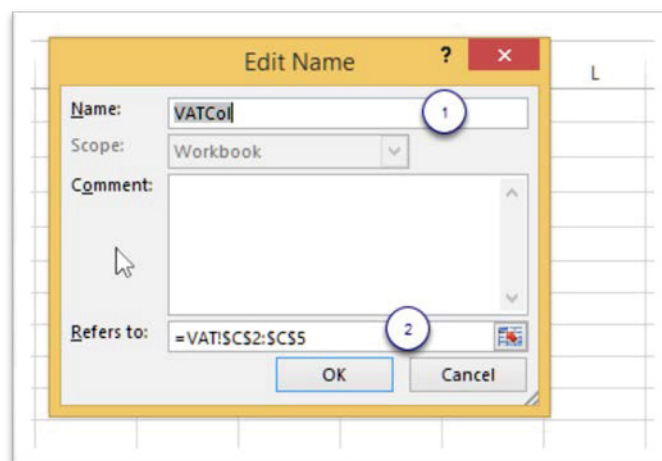 Edit Name ? ×
L
Name: VATCol 1
Scope: Workbook
Comment:
Refers to: =VAT!$C$2:$C$5 2
OK Cancel